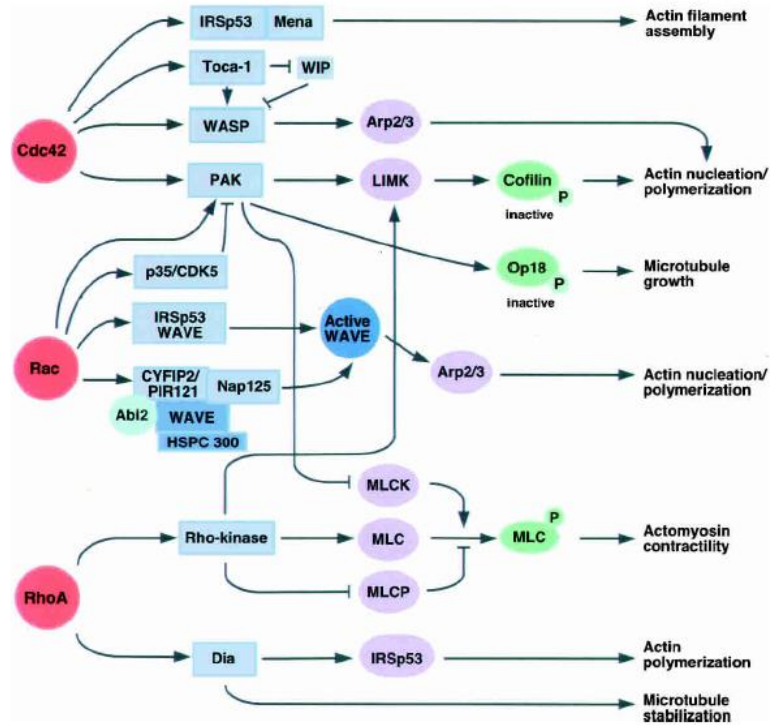 IRSp53 Mena
Actin filament
assembly
Toca-1
WIP
Cdc42
WASP
Arp2/3
PAK
LIMK
Cofilin
P
inactive
Actin nucleation/
polymerization
p35/CDK5
Op18
P
inactive
Microtubule
growth
IRSp53
WAVE
Active
WAVE
Rac
CYFIP2/
PIR121
Nap125
Arp2/3
Actin nucleation/
polymerization
Abi2
WAVE
HSPC 300
MLCK
P
Rho-kinase
MLC
MLC
Actomyosin
contractility
MLCP
RhoA
Dia
IRSp53
Actin
polymerization
Microtubule
stabilization